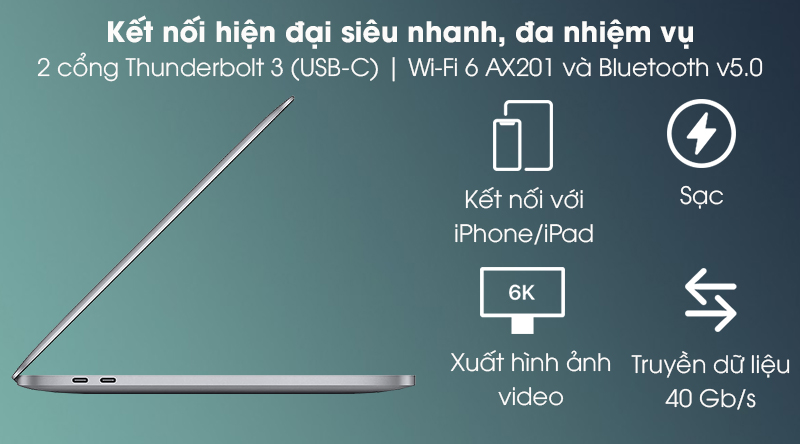 Kết nối hiện đại siêu nhanh, đa nhiệm vụ
2 cổng Thunderbolt 3 (USB-C) | Wi-Fi 6 AX201 và Bluetooth v5.0
Kết nối với
iPhone/iPad
Sạc
6K
Xuất hình ảnh
video
Truyền dữ liệu
40 Gb/s